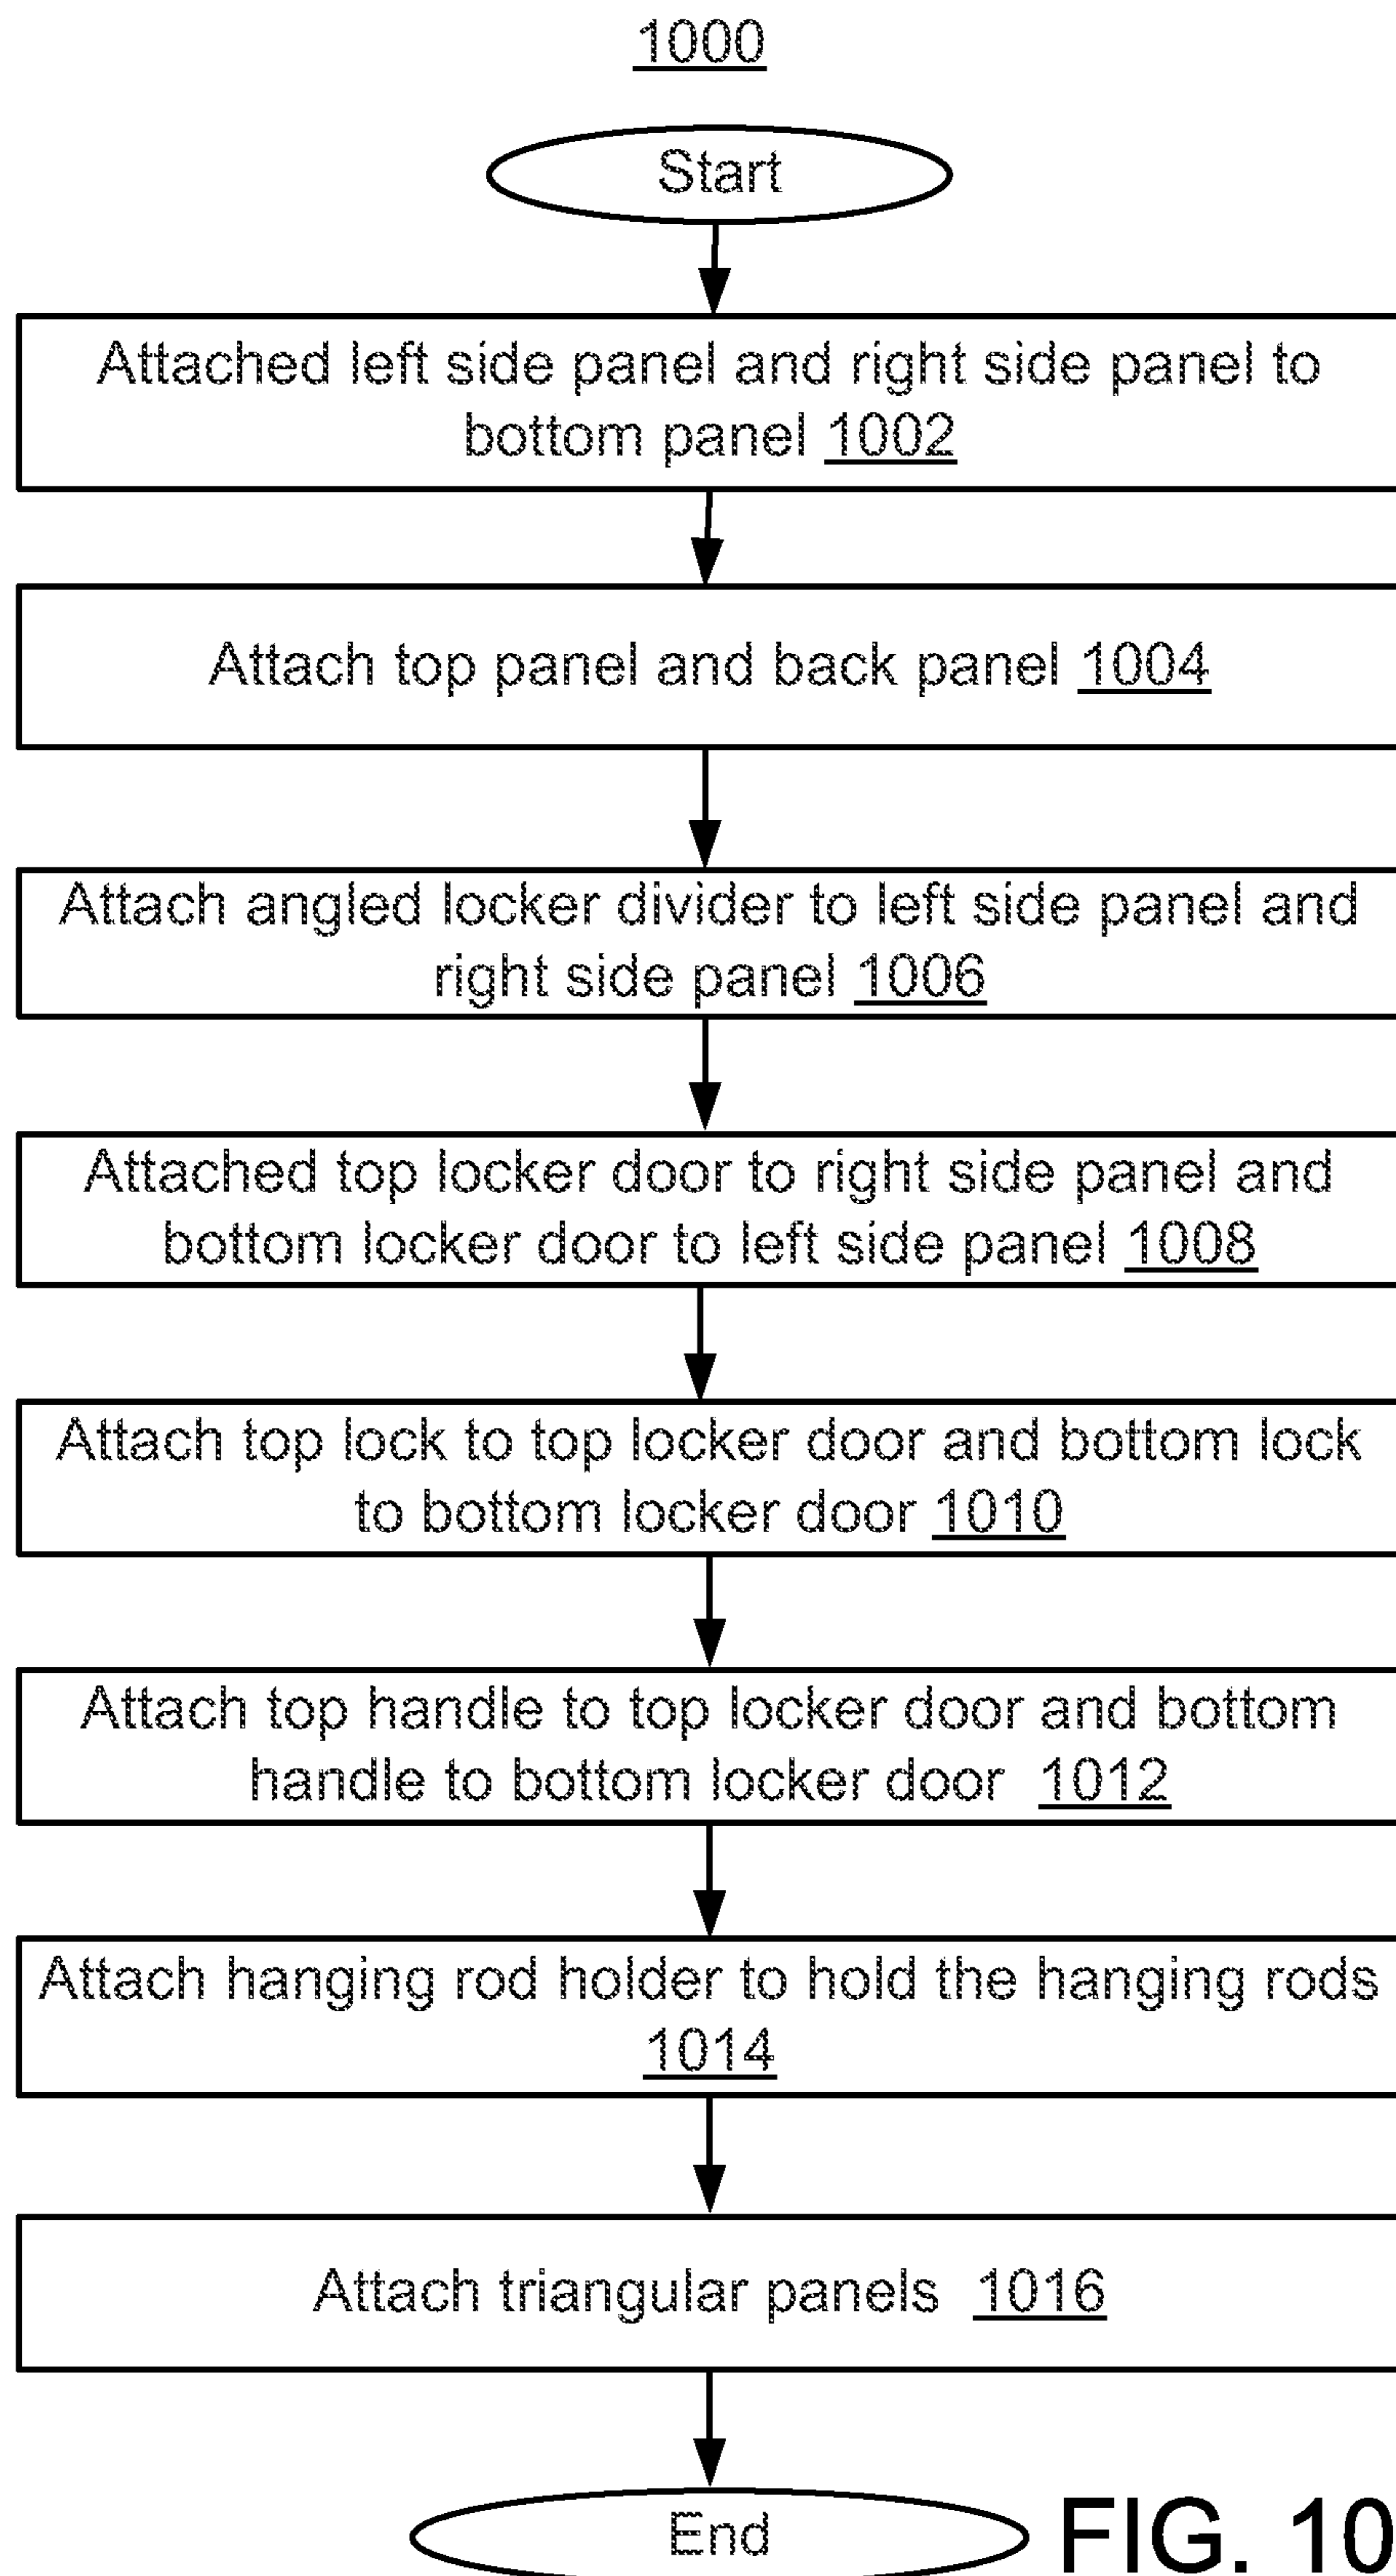 1000
Start
Attached left side panel and right side panel to
bottom panel 1002
Attach top panel and back panel 1004
Attach angled locker divider to left side panel and
right side panel 1006
Attached top locker door to right side panel and
bottom locker door to left side panel 1008
Attach top lock to top locker door and bottom lock
to bottom locker door 1010
Attach top handle to top locker door and bottom
handle to bottom locker door 1012
Attach hanging rod holder to hold the hanging rods
1014
Attach triangular panels 1016
End
FIG. 10